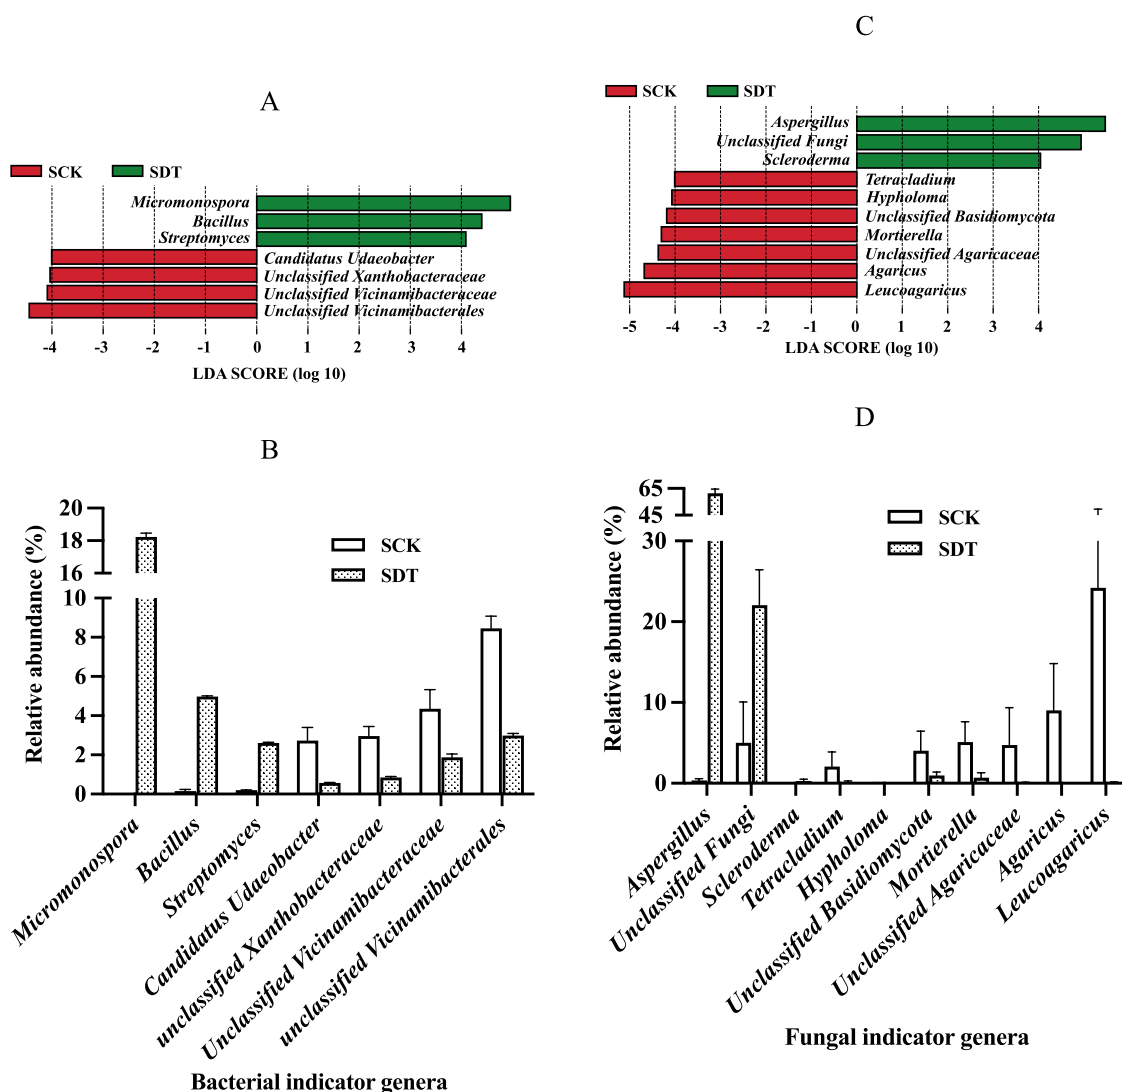 A
SCK SDT
Micromonospora
Bacillus
Streptomyces
Candidatus Udaeobacter
Unclassified Xanthobacteraceae
Unclassified Vicinamibacteraceae
Unclassified Vicinamibacterales
-4 -3 -2 -1 0 1 2 3 4
LDA SCORE (log 10)
C
SCK SDT
Aspergillus
Unclassified Fungi
Scleroderma
Tetracladium
Hypholoma
Unclassified Basidiomycota
Mortierella
Unclassified Agaricaceae
Agaricus
Leucoagaricus
-5 -4 -3 -2 -1 0 1 2 3 4
LDA SCORE (log 10)
B
Relative abundance (%)
20
18
16
10
8
6
4
2
0
SCK
SDT
Micromonospora
Bacillus
Streptomyces
Candidatus Udaeobacter
unclassified Xanthobacteraceae
Unclassified Vicinamibacteraceae
unclassified Vicinamibacterales
Bacterial indicator genera
D
Relative abundance (%)
65
45
30
20
10
0
SCK
SDT
Aspergillus
Unclassified Fungi
Scleroderma
Tetracladium
Hypholoma
Unclassified Basidiomycota
Mortierella
Unclassified Agaricaceae
Agaricus
Leucoagaricus
Fungal indicator genera